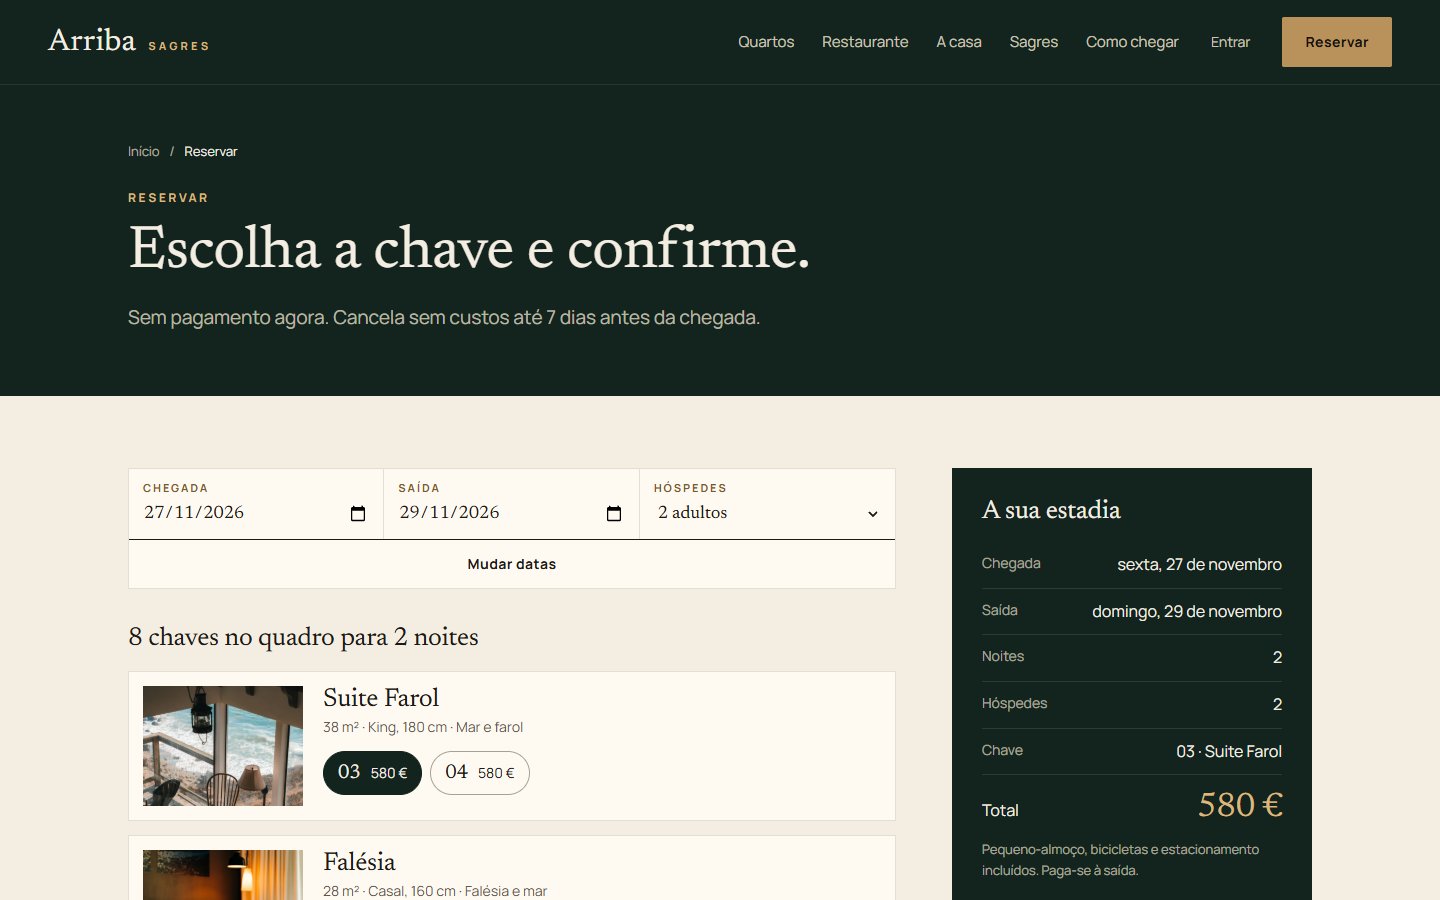 Arriba SAGRES
Quartos Restaurante A casa Sagres Como chegar Entrar Reservar
Início / Reservar
RESERVAR
Escolha a chave e confirme.
Sem pagamento agora. Cancela sem custos até 7 dias antes da chegada.
CHEGADA SAÍDA HÓSPEDES
27/11/2026 29/11/2026 2 adultos
Mudar datas
8 chaves no quadro para 2 noites
Suite Farol
38 m² · King, 180 cm · Mar e farol
03 580 € 04 580 €
Falésia
28 m² · Casal, 160 cm · Falésia e mar
A sua estadia
Chegada sexta, 27 de novembro
Saída domingo, 29 de novembro
Noites 2
Hóspedes 2
Chave 03 · Suite Farol
Total 580 €
Pequeno-almoço, bicicletas e estacionamento
incluídos. Paga-se à saída.